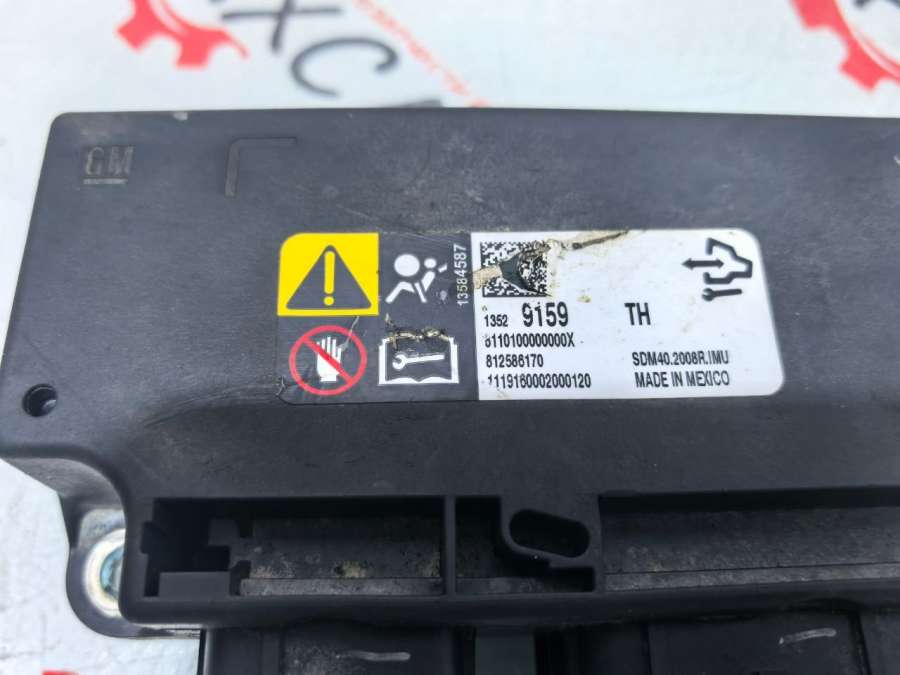 GM
13584587
1352 9159 TH
8110100000000X
812586170 SDM40.2008R.IMU
1119160002000120 MADE IN MEXICO